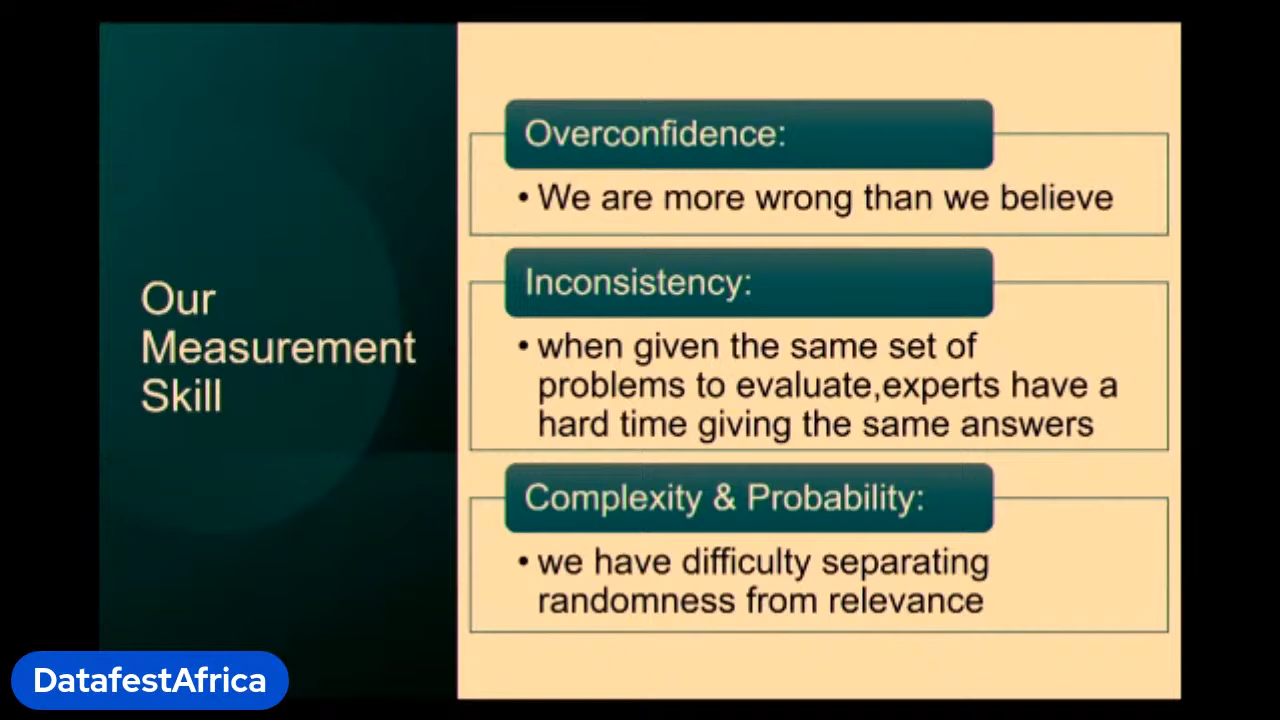 Our
Measurement
Skill
Overconfidence:
• We are more wrong than we believe
Inconsistency:
• when given the same set of
problems to evaluate,experts have a
hard time giving the same answers
Complexity & Probability:
• we have difficulty separating
randomness from relevance
DatafestAfrica